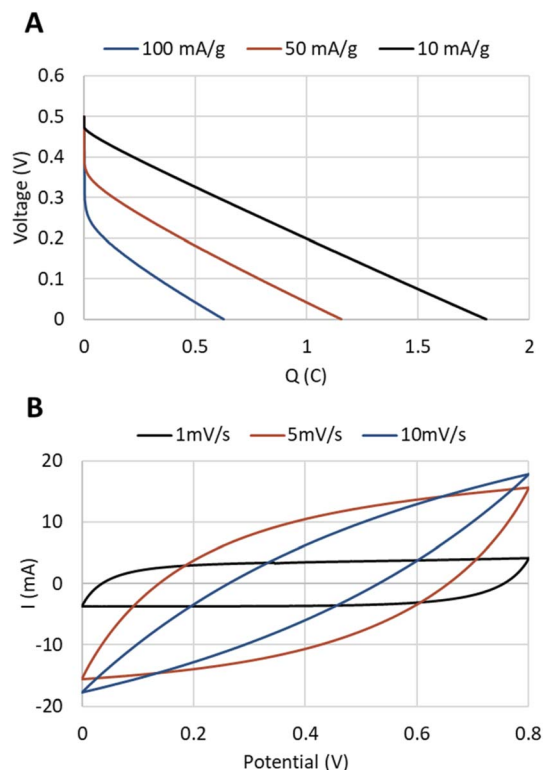 A
100 mA/g 50 mA/g 10 mA/g
0.6
0.5
0.4
0.3
0.2
0.1
0
Voltage (V)
0 0.5 1 1.5 2
Q (C)
B
1mV/s 5mV/s 10mV/s
20
10
0
-10
-20
I (mA)
0 0.2 0.4 0.6 0.8
Potential (V)